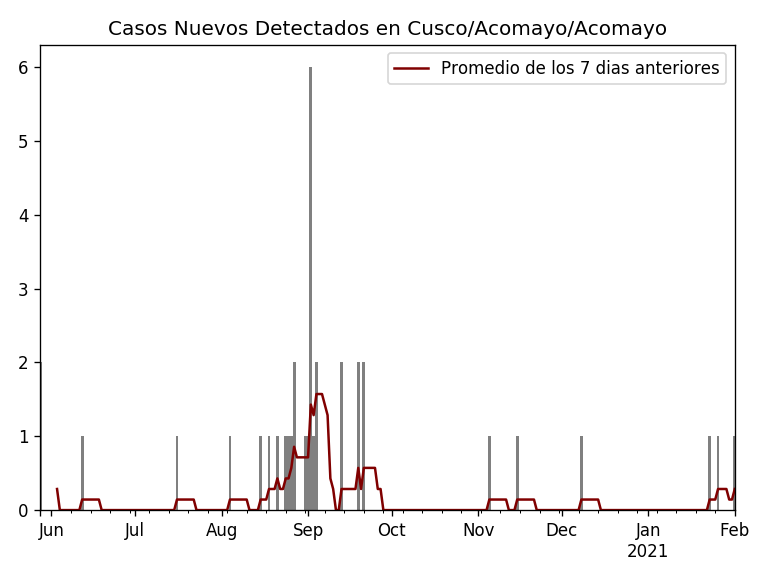 Casos Nuevos Detectados en Cusco/Acomayo/Acomayo
Promedio de los 7 dias anteriores
6
5
4
3
2
1
0
Jun Jul Aug Sep Oct Nov Dec Jan Feb
2021